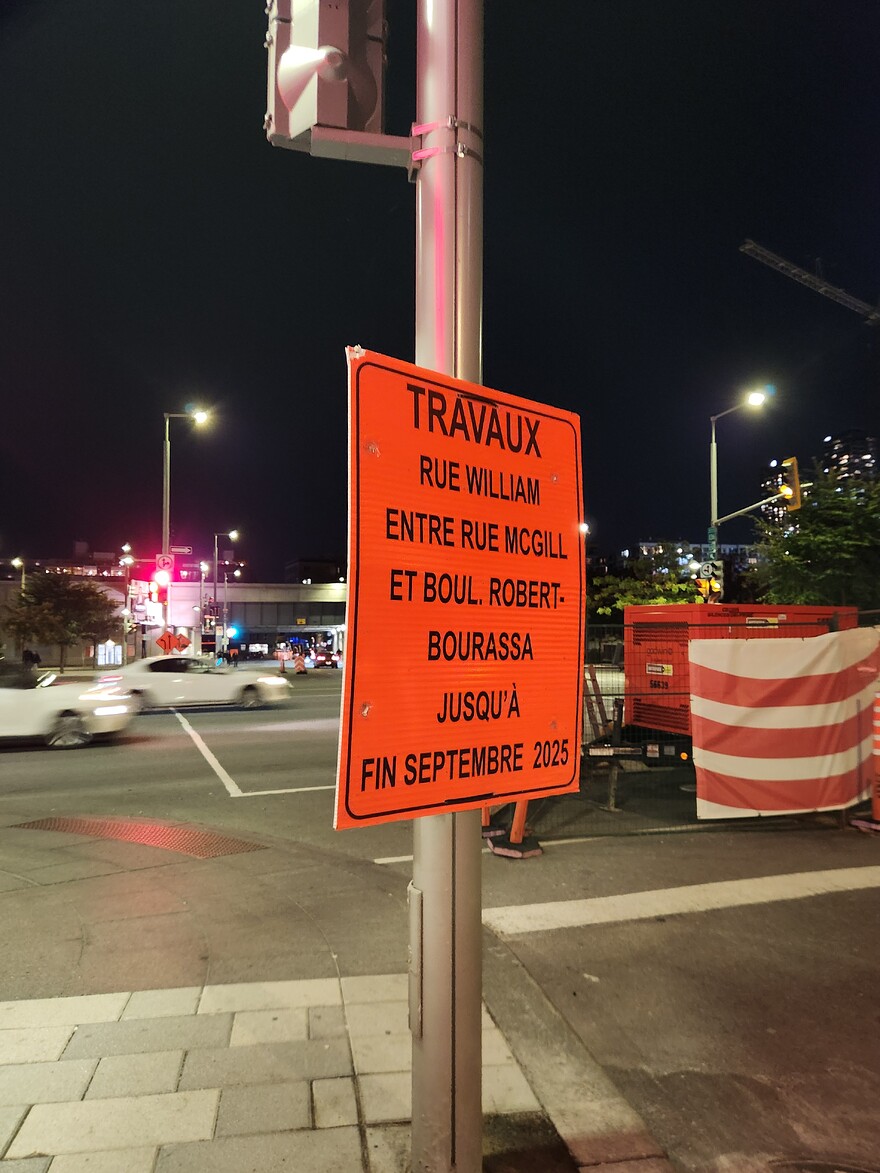 TRAVAUX
RUE WILLIAM
ENTRE RUE MCGILL
ET BOUL. ROBERT-
BOURASSA
JUSQU'À
FIN SEPTEMBRE 2025